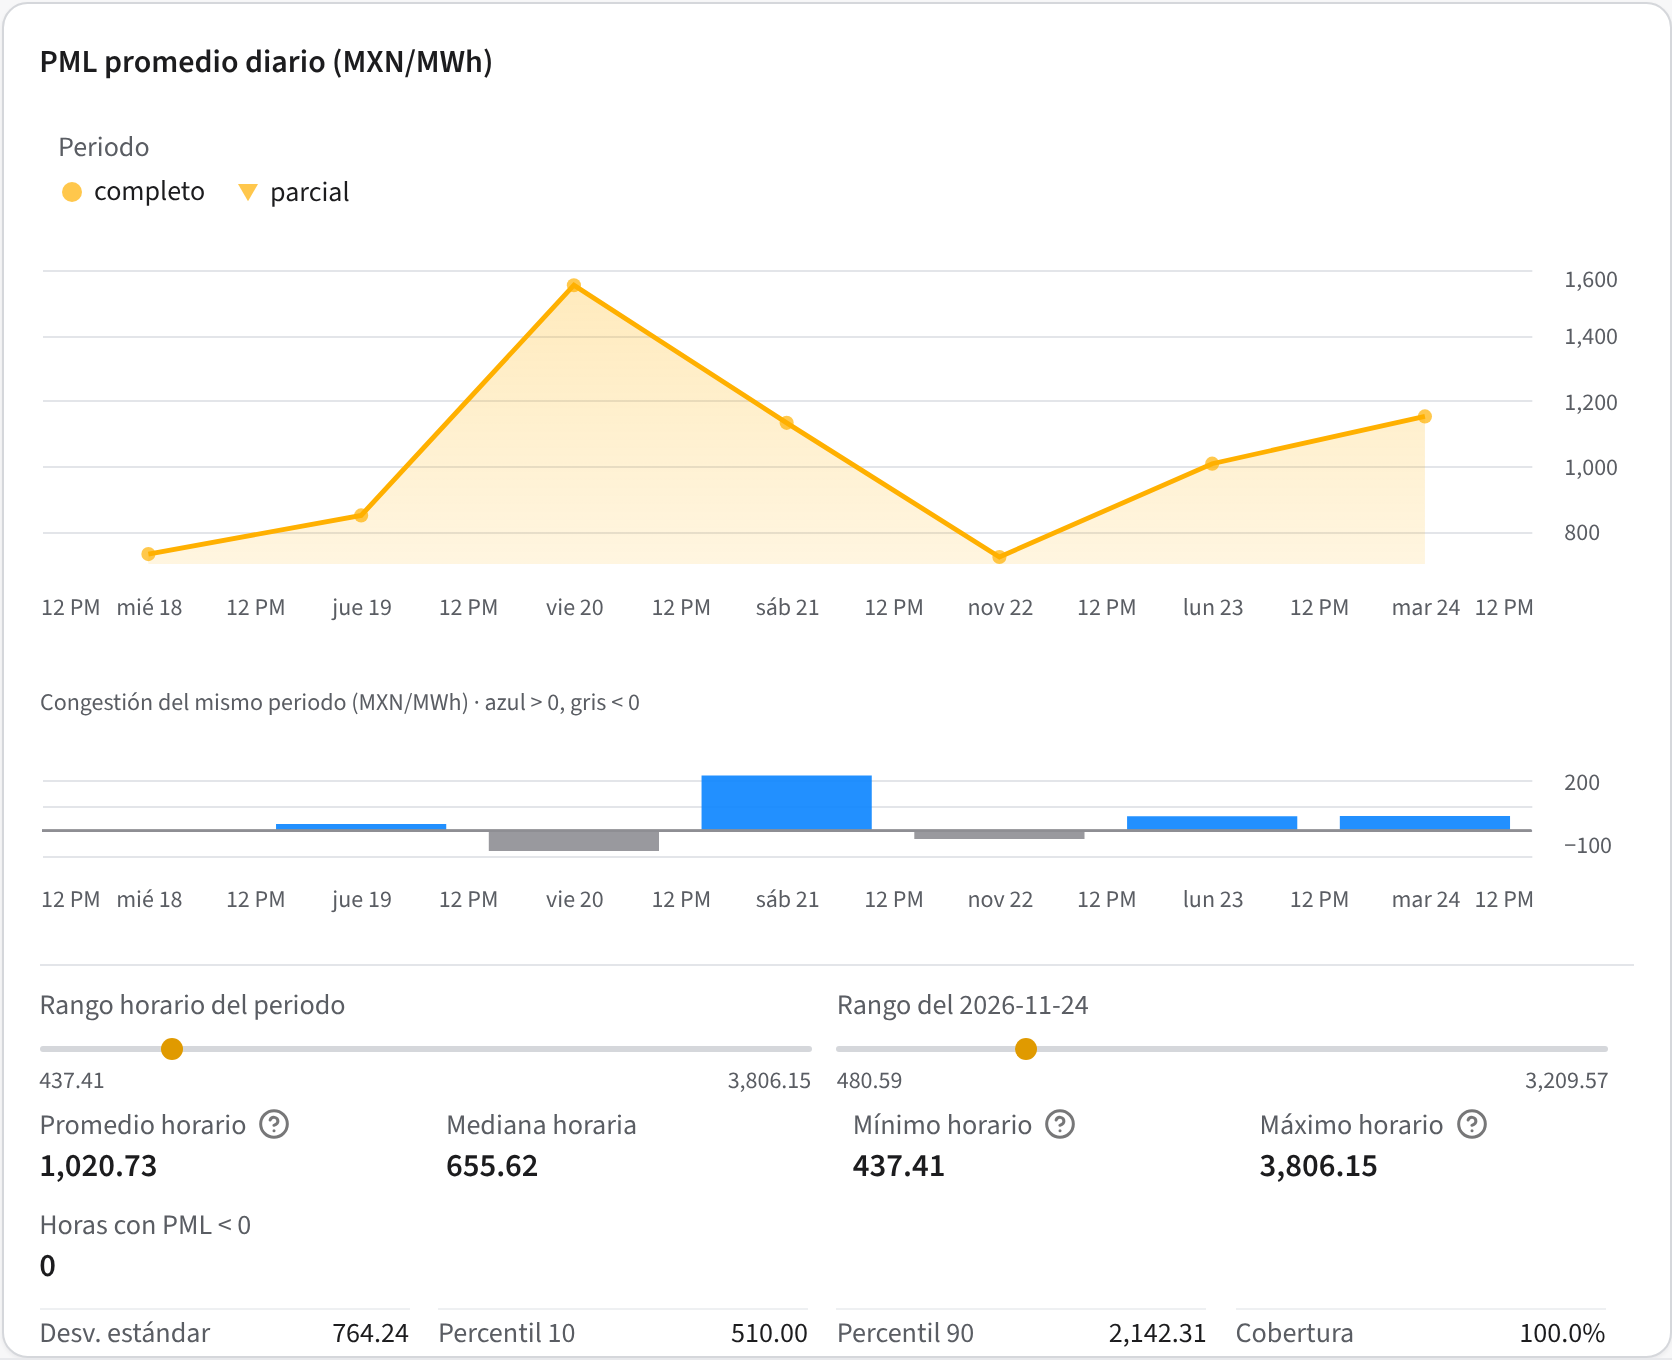 PML promedio diario (MXN/MWh)
Periodo
completo parcial
1,600
1,400
1,200
1,000
800
12 PM mié 18 12 PM jue 19 12 PM vie 20 12 PM sáb 21 12 PM nov 22 12 PM lun 23 12 PM mar 24 12 PM
Congestión del mismo periodo (MXN/MWh) · azul > 0, gris < 0
200
−100
12 PM mié 18 12 PM jue 19 12 PM vie 20 12 PM sáb 21 12 PM nov 22 12 PM lun 23 12 PM mar 24 12 PM
Rango horario del periodo Rango del 2026-11-24
437.41 3,806.15 480.59 3,209.57
Promedio horario ? Mediana horaria Mínimo horario ? Máximo horario ?
1,020.73 655.62 437.41 3,806.15
Horas con PML < 0
0
Desv. estándar 764.24 Percentil 10 510.00 Percentil 90 2,142.31 Cobertura 100.0%